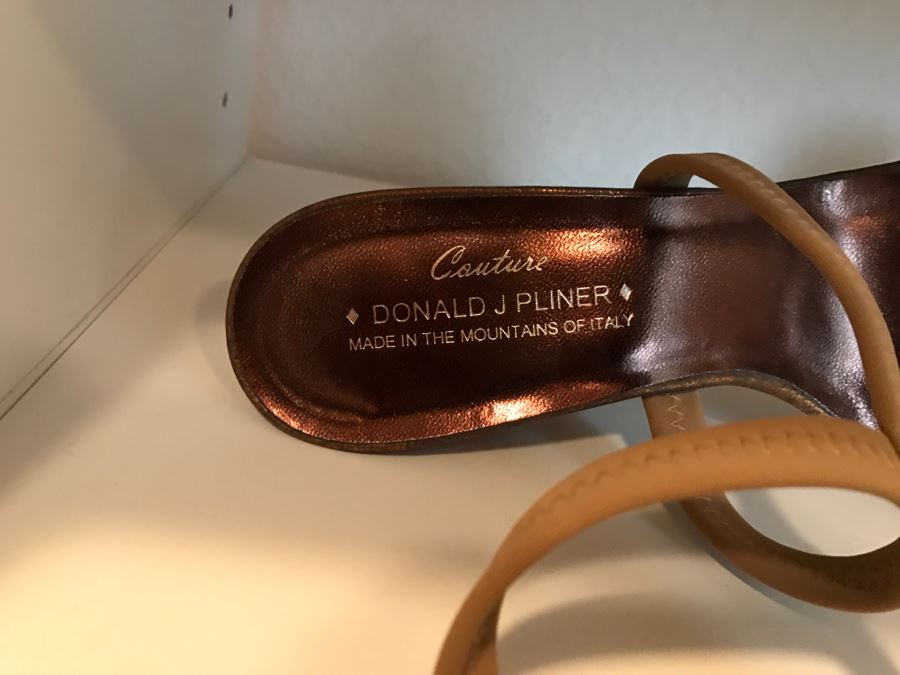 Couture
♦ DONALD J PLINER ♦
MADE IN THE MOUNTAINS OF ITALY